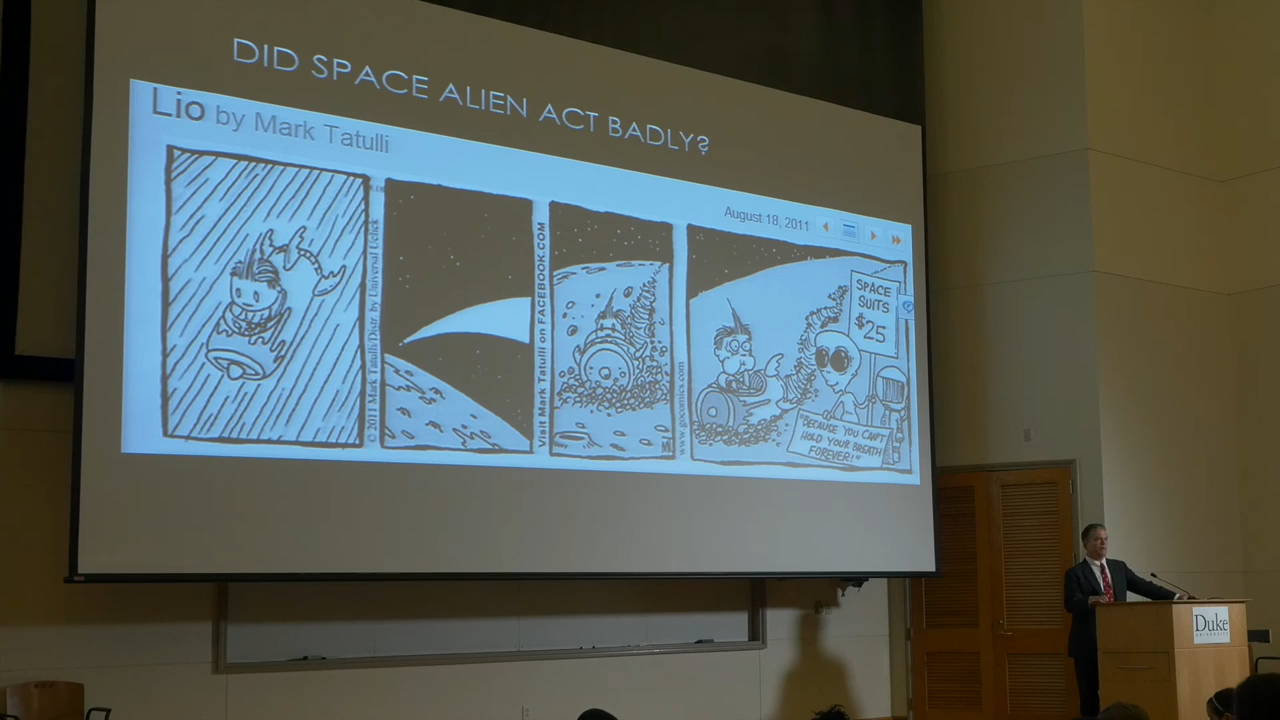 DID SPACE ALIEN ACT BADLY?
Lio by Mark Tatulli
August 18, 2011
© 2011 Mark Tatulli/Distr. by Universal Uclick
Visit Mark Tatulli on FACEBOOK.COM
www.gocomics.com
SPACE
SUITS
$25
"BECAUSE YOU CAN'T
HOLD YOUR BREATH
FOREVER!"
Duke
UNIVERSITY